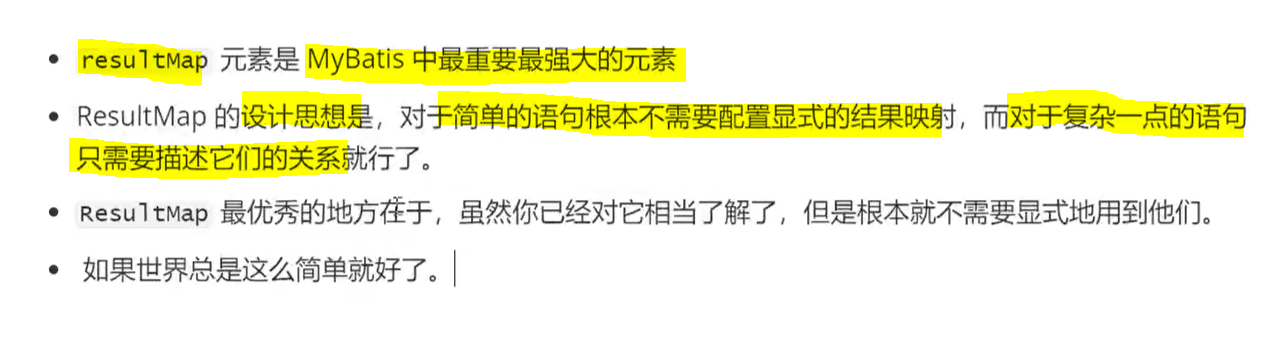 resultMap 元素是 MyBatis 中最重要最强大的元素
ResultMap 的设计思想是，对于简单的语句根本不需要配置显式的结果映射，而对于复杂一点的语句
只需要描述它们的关系就行了。
ResultMap 最优秀的地方在于，虽然你已经对它相当了解了，但是根本就不需要显式地用到他们。
如果世界总是这么简单就好了。